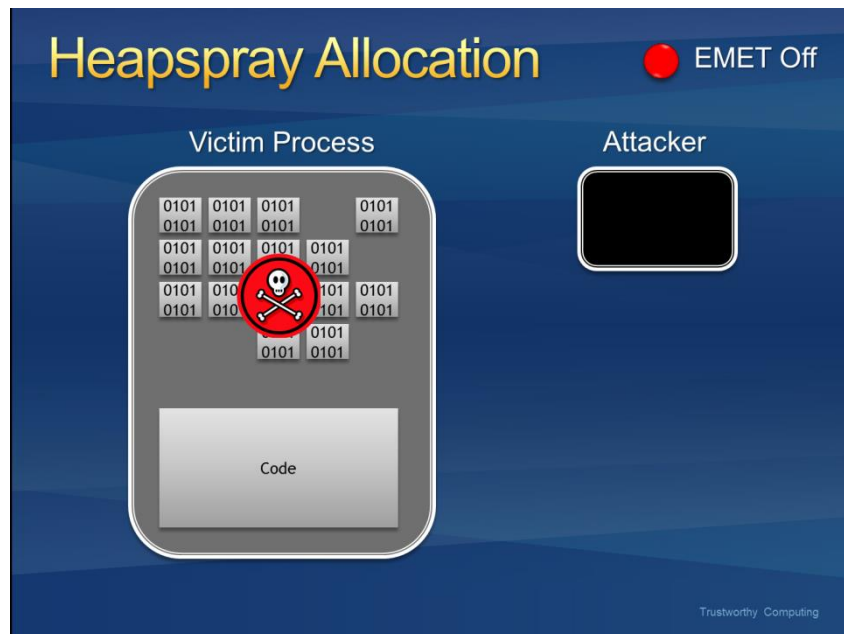 Heapspray Allocation
EMET Off
Victim Process
Attacker
0101 0101 0101 0101
0101 0101 0101 0101
0101 0101 0101 0101
0101 0101 0101
0101 0101 0101
0101 0101 0101
0101
0101 0101
Code
Trustworthy Computing